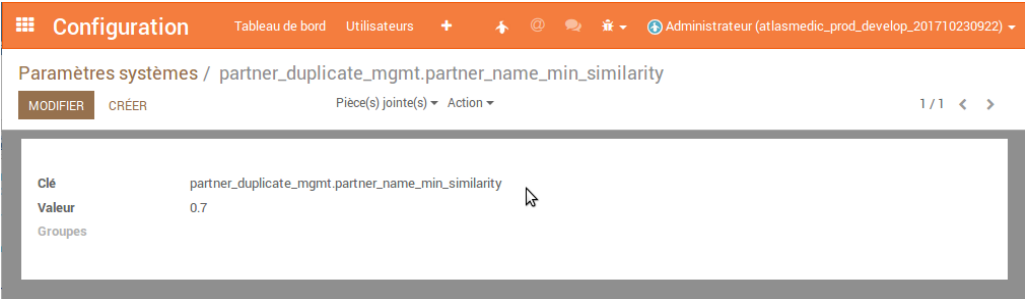 Configuration Tableau de bord Utilisateurs + @ Administrateur (atlasmedic_prod_develop_201710230922)
Paramètres systèmes / partner_duplicate_mgmt.partner_name_min_similarity
MODIFIER CRÉER Pièce(s) jointe(s) Action 1 / 1 < >
Clé partner_duplicate_mgmt.partner_name_min_similarity
Valeur 0.7
Groupes